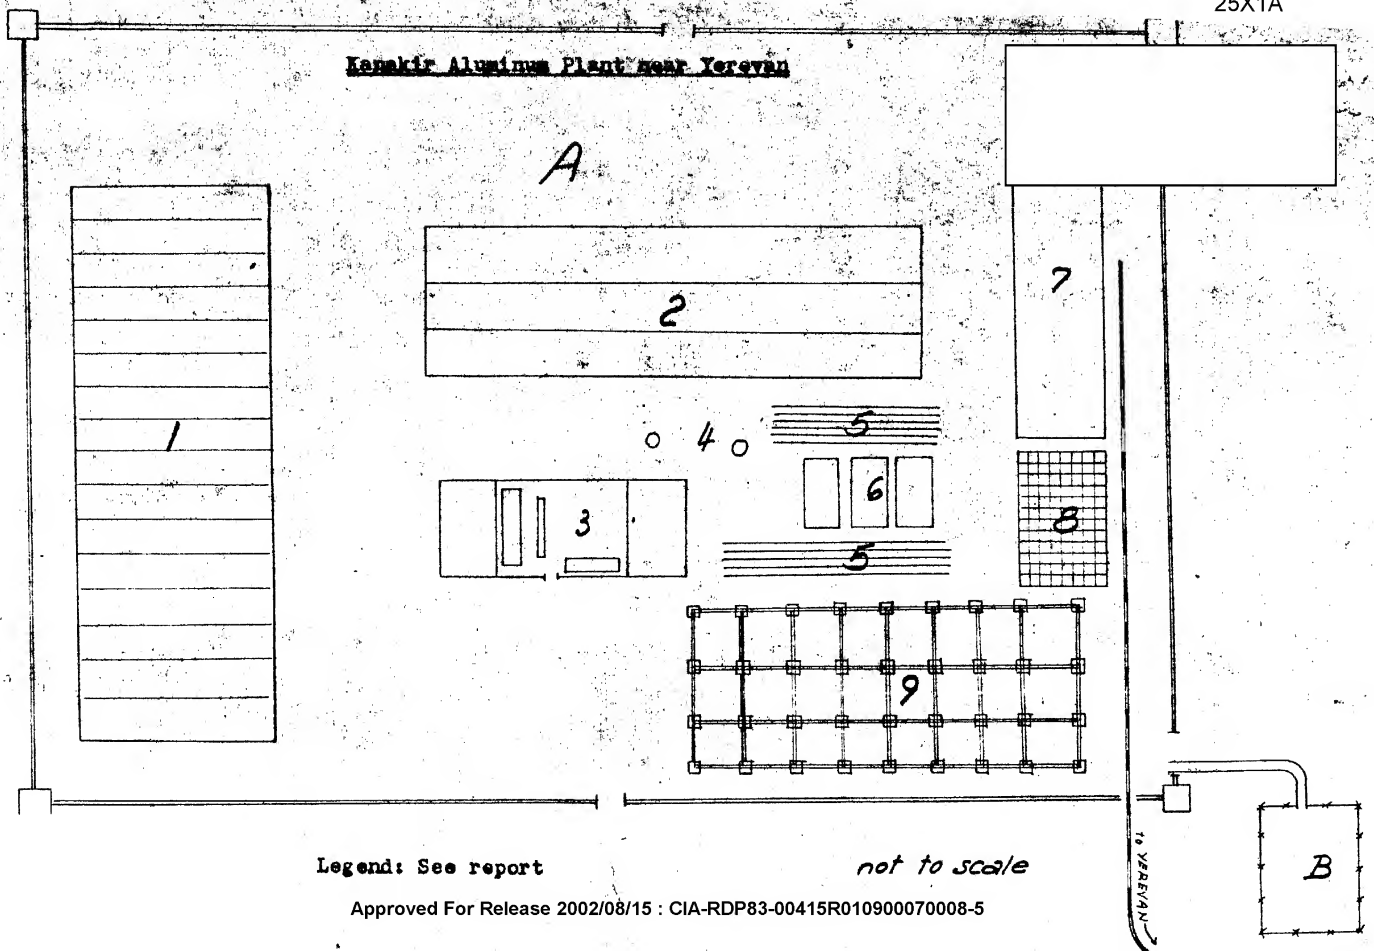 25X1A
Kanakir Aluminum Plant near Yerevan
A
1
2
7
5
4
6
3
8
5
9
Legend: See report
not to scale
to YEREVAN
B
Approved For Release 2002/08/15 : CIA-RDP83-00415R010900070008-5